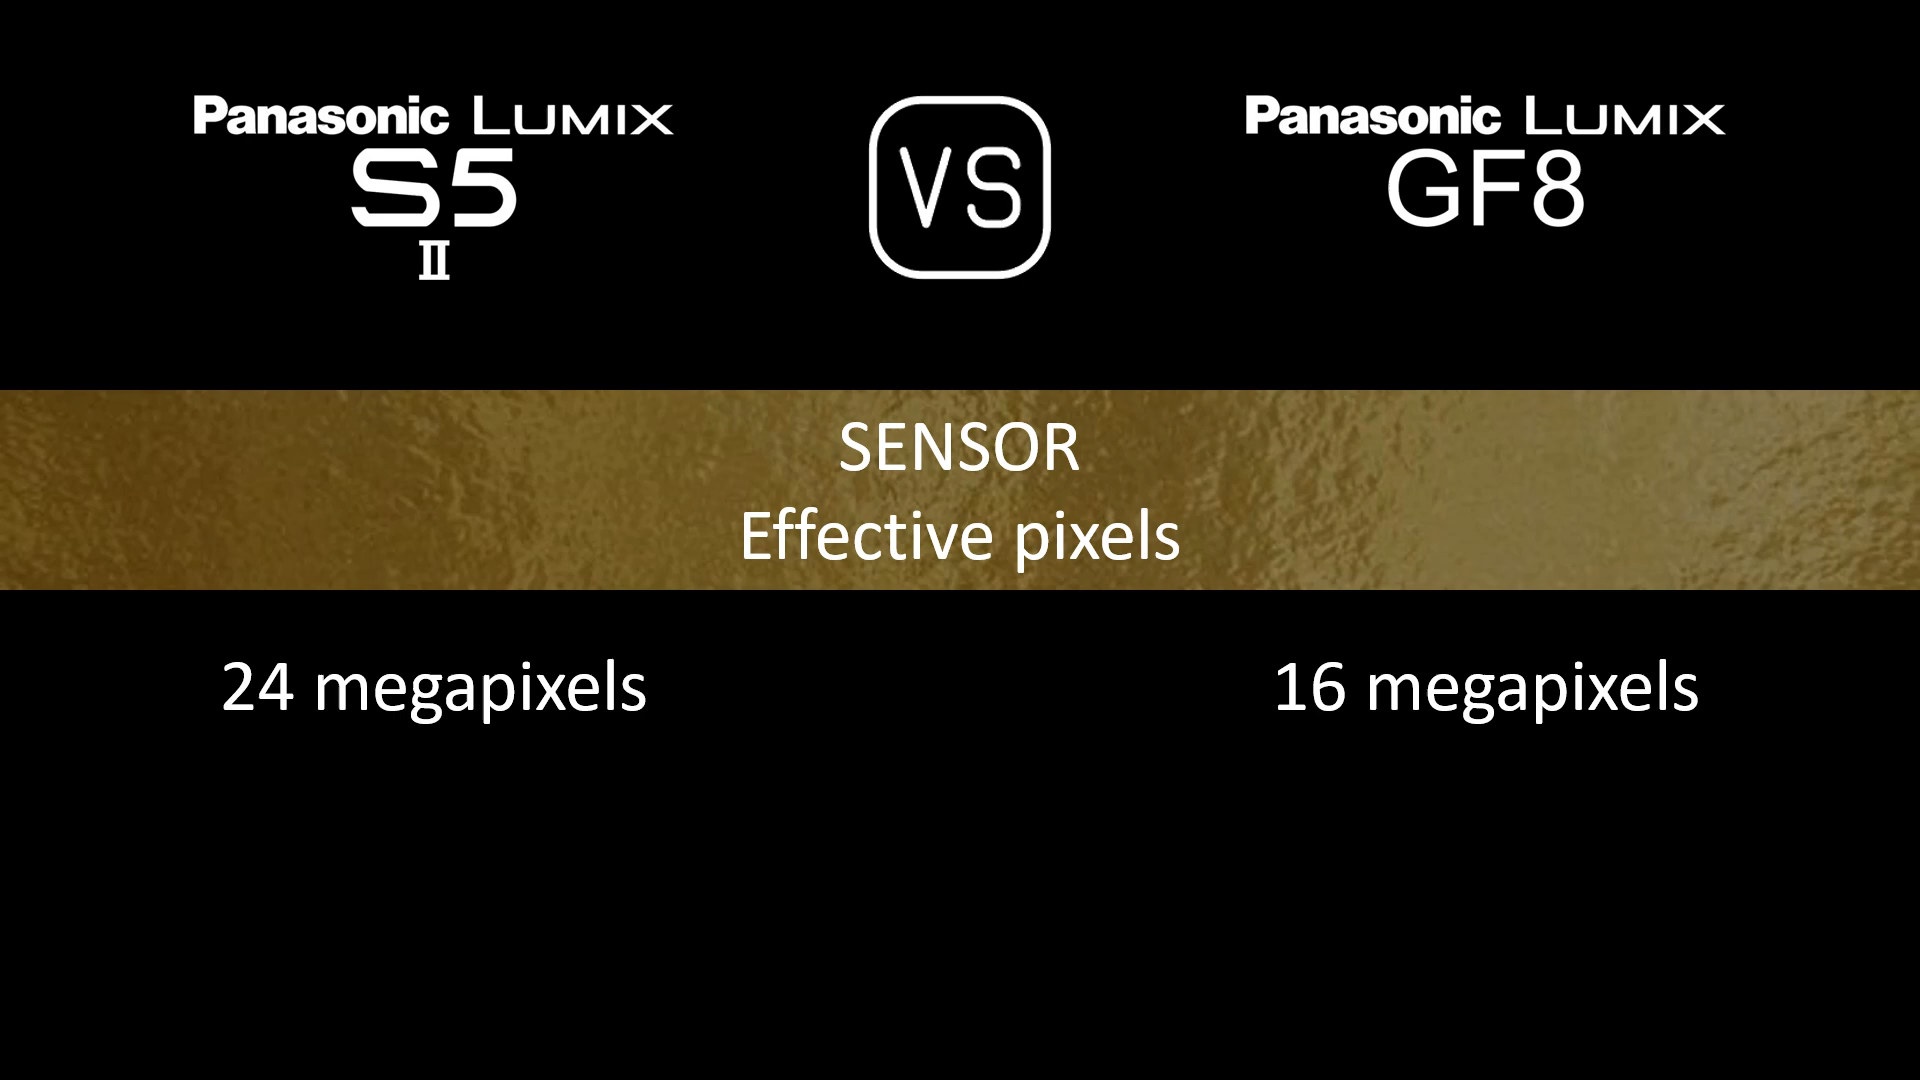 Panasonic LUMIX
S5
II
VS
Panasonic LUMIX
GF8
SENSOR
Effective pixels
24 megapixels
16 megapixels